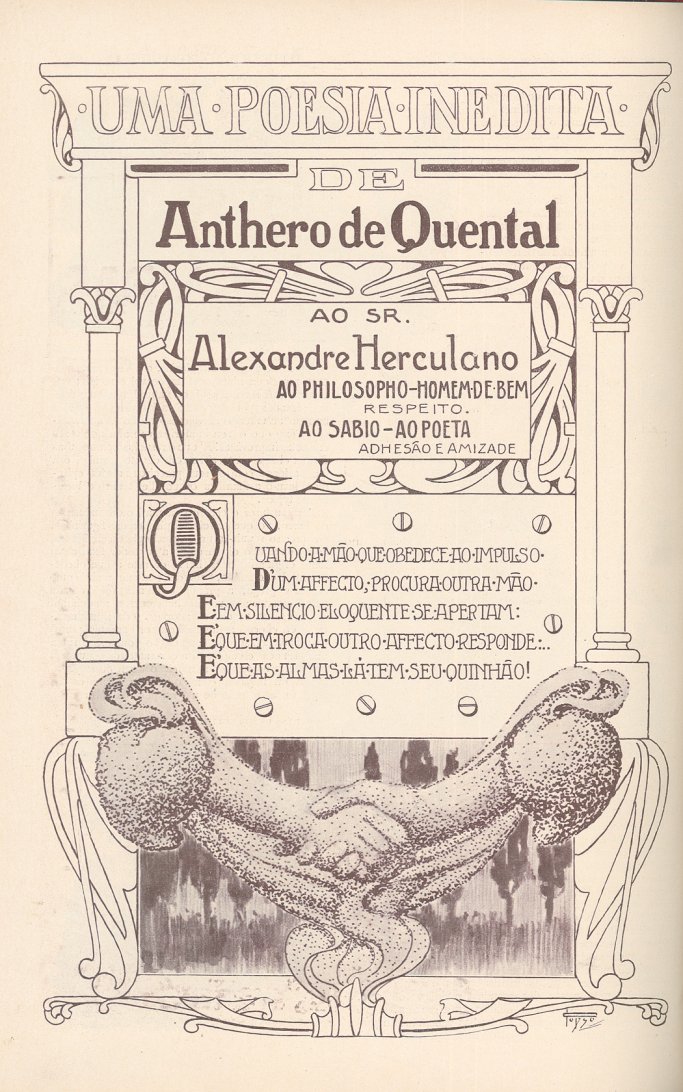 ·UMA·POESIA·INEDITA·
DE
Anthero de Quental
AO SR.
Alexandre Herculano
AO PHILOSOPHO-HOMEM·DE·BEM
RESPEITO.
AO SABIO-AO POETA
ADHESÃO E AMIZADE
QUANDO·A·MÃO·QUE·OBEDECE·AO·IMPULSO·
D'UM·AFFECTO,·PROCURA·OUTRA·MÃO·
E EM·SILENCIO·ELOQUENTE·SE·APERTAM:
E'QUE·EM·TROCA·OUTRO·AFFECTO·RESPONDE:..
E'QUE·AS·ALMAS·LÁ·TEM·SEU·QUINHÃO!